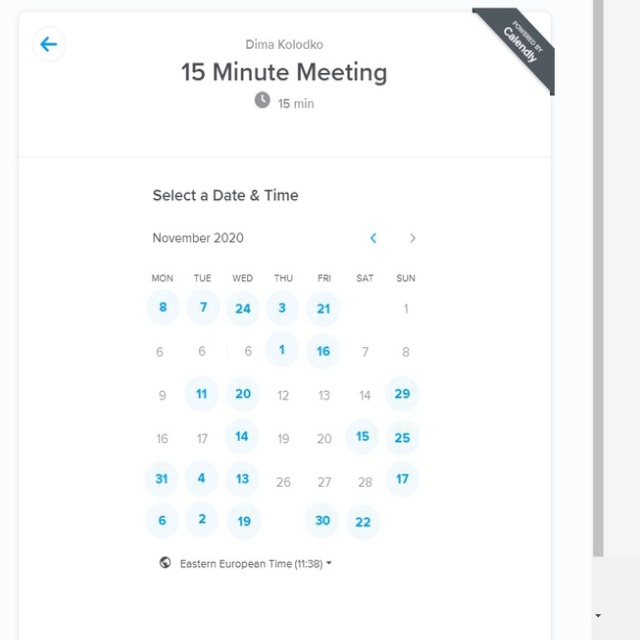 Dima Kolodko
POWERED BY
Calendly
15 Minute Meeting
15 min
Select a Date & Time
November 2020
MON TUE WED THU FRI SAT SUN
8 7 24 3 21 1
6 6 6 1 16 7 8
9 11 20 12 13 14 29
16 17 14 19 20 15 25
31 4 13 26 27 28 17
6 2 19 30 22
Eastern European Time (11:38)